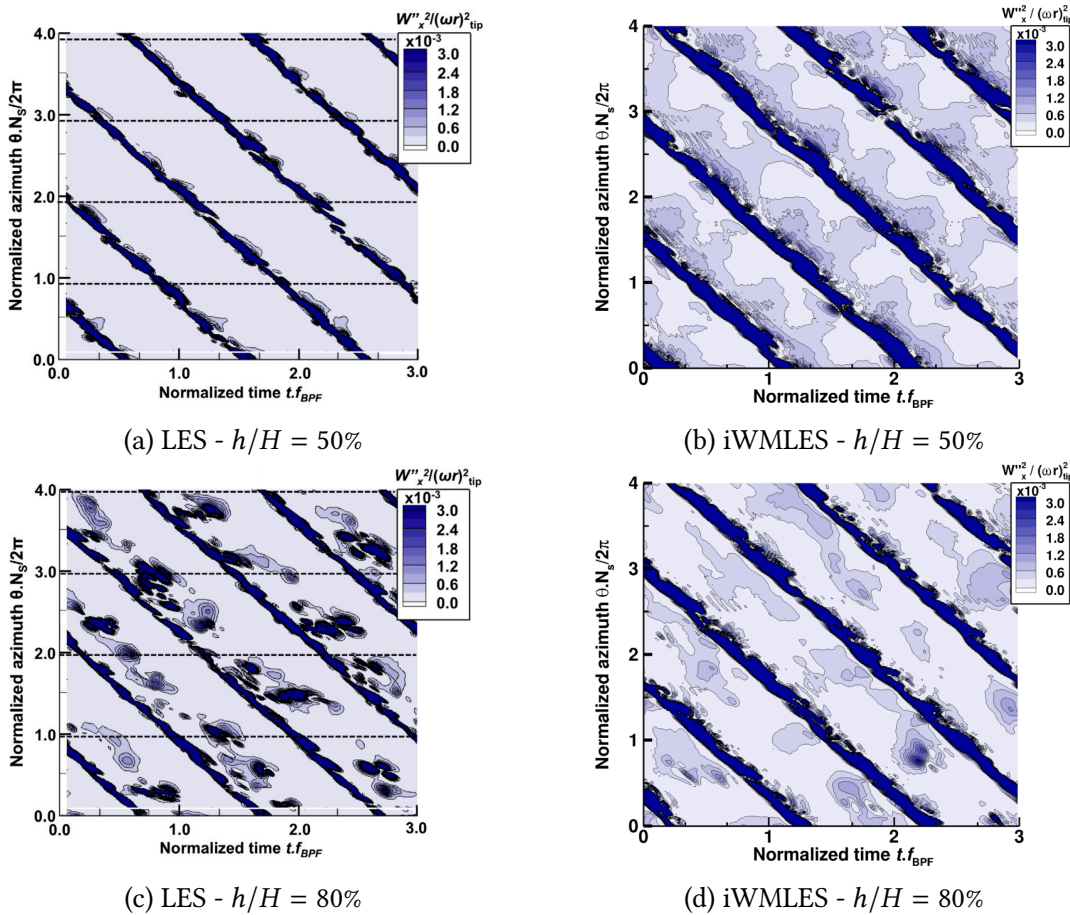 W''ₓ²/(ωr)²tip
x10⁻³
3.0
2.4
1.8
1.2
0.6
0.0
4.0
3.0
2.0
1.0
0.0
Normalized azimuth θ.Nₛ/2π
0.0 1.0 2.0 3.0
Normalized time t.f_BPF
(a) LES - h/H = 50%
W''ₓ² / (ωr)²tip
x10⁻³
3.0
2.4
1.8
1.2
0.6
0.0
4
3
2
1
0
Normalized azimuth θ.Nₛ/2π
0 1 2 3
Normalized time t.f_BPF
(b) iWMLES - h/H = 50%
W''ₓ²/(ωr)²tip
x10⁻³
3.0
2.4
1.8
1.2
0.6
0.0
4.0
3.0
2.0
1.0
0.0
Normalized azimuth θ.Nₛ/2π
0.0 1.0 2.0 3.0
Normalized time t.f_BPF
(c) LES - h/H = 80%
W''ₓ² / (ωr)²tip
x10⁻³
3.0
2.4
1.8
1.2
0.6
0.0
4
3
2
1
0
Normalized azimuth θ.Nₛ/2π
0 1 2 3
Normalized time t.f_BPF
(d) iWMLES - h/H = 80%